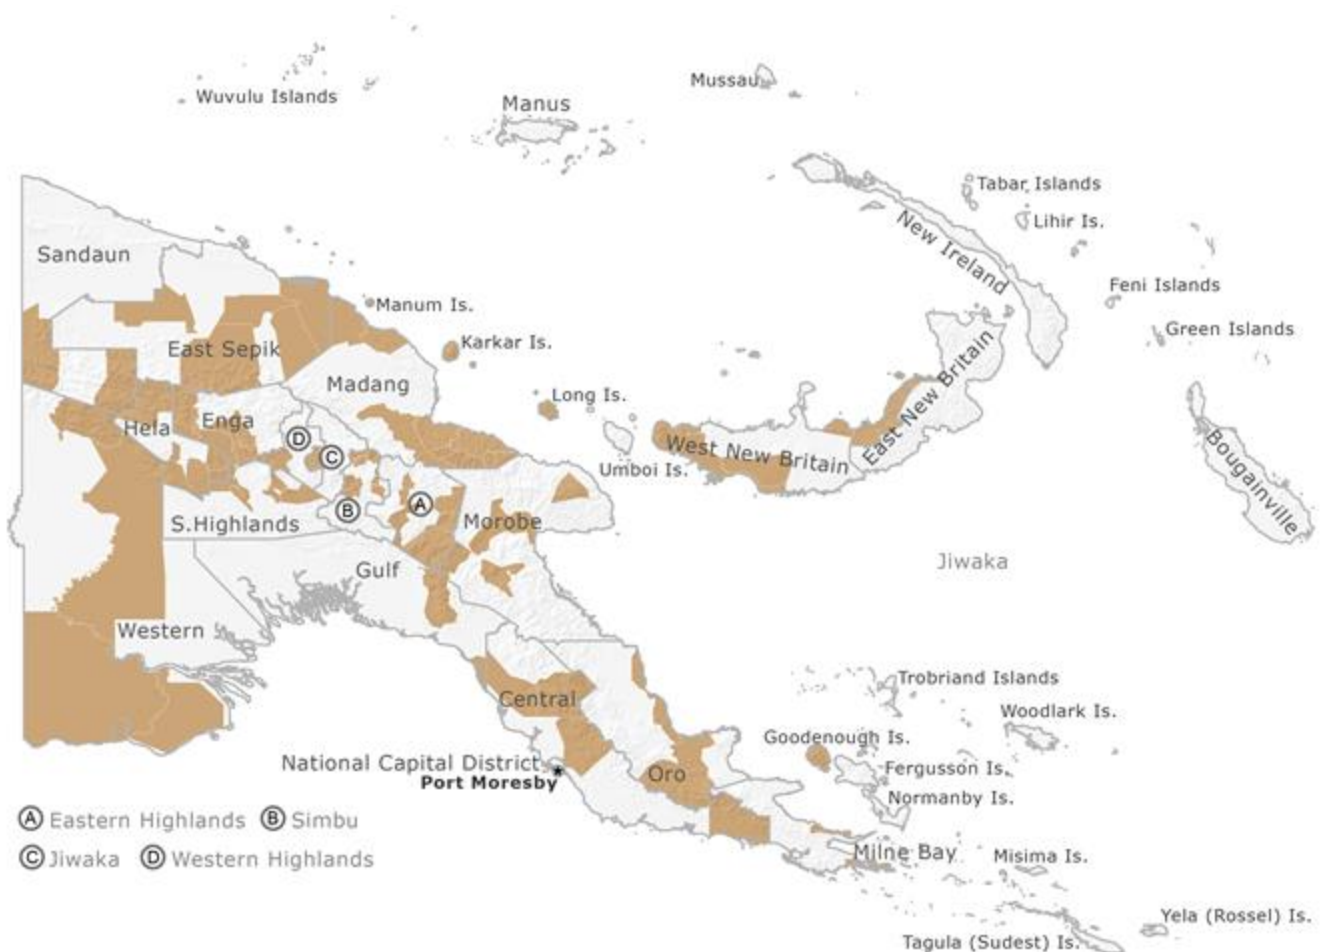 Wuvulu Islands
Manus
Mussau
Tabar Islands
Lihir Is.
New Ireland
Feni Islands
Green Islands
Sandaun
Manum Is.
Karkar Is.
East Sepik
Madang
Long Is.
Umboi Is.
West New Britain
East New Britain
Bougainville
Hela
Enga
D
C
A
B
S.Highlands
Morobe
Gulf
Jiwaka
Western
Central
Trobriand Islands
Woodlark Is.
Goodenough Is.
National Capital District
Port Moresby
Oro
Fergusson Is.
Normanby Is.
A Eastern Highlands B Simbu
C Jiwaka D Western Highlands
Milne Bay
Misima Is.
Yela (Rossel) Is.
Tagula (Sudest) Is.